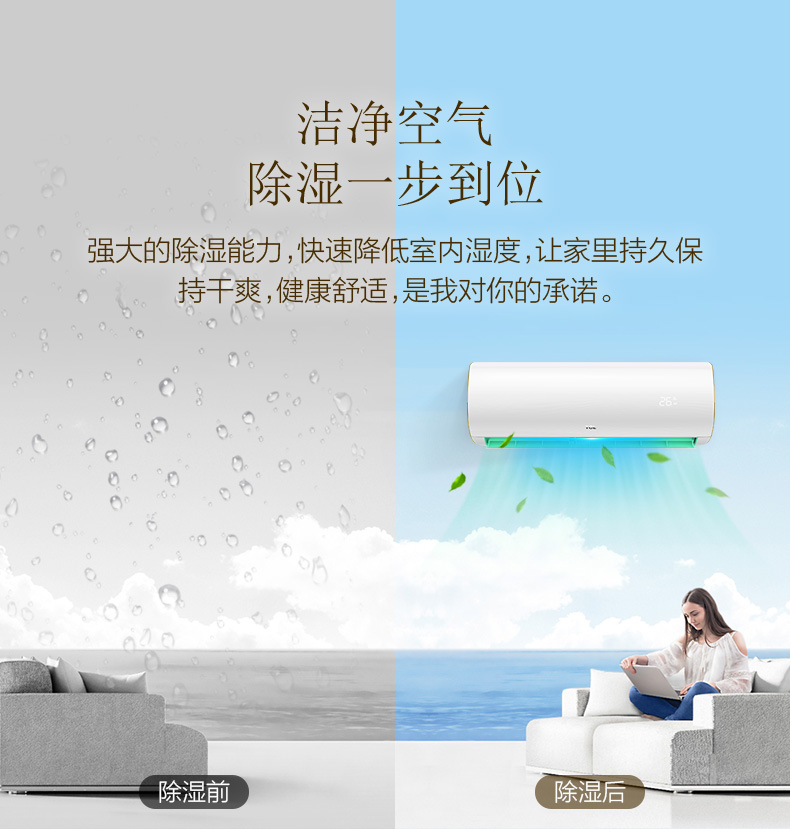 洁净空气
除湿一步到位
强大的除湿能力,快速降低室内湿度,让家里持久保
持干爽,健康舒适,是我对你的承诺。
26
除湿前
除湿后